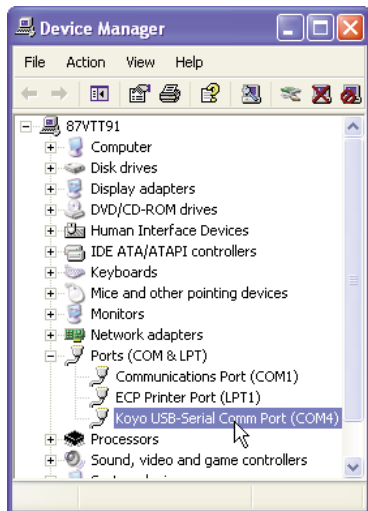 Device Manager
File Action View Help
87VTT91
Computer
Disk drives
Display adapters
DVD/CD-ROM drives
Human Interface Devices
IDE ATA/ATAPI controllers
Keyboards
Mice and other pointing devices
Monitors
Network adapters
Ports (COM & LPT)
Communications Port (COM1)
ECP Printer Port (LPT1)
Koyo USB-Serial Comm Port (COM4)
Processors
Sound, video and game controllers